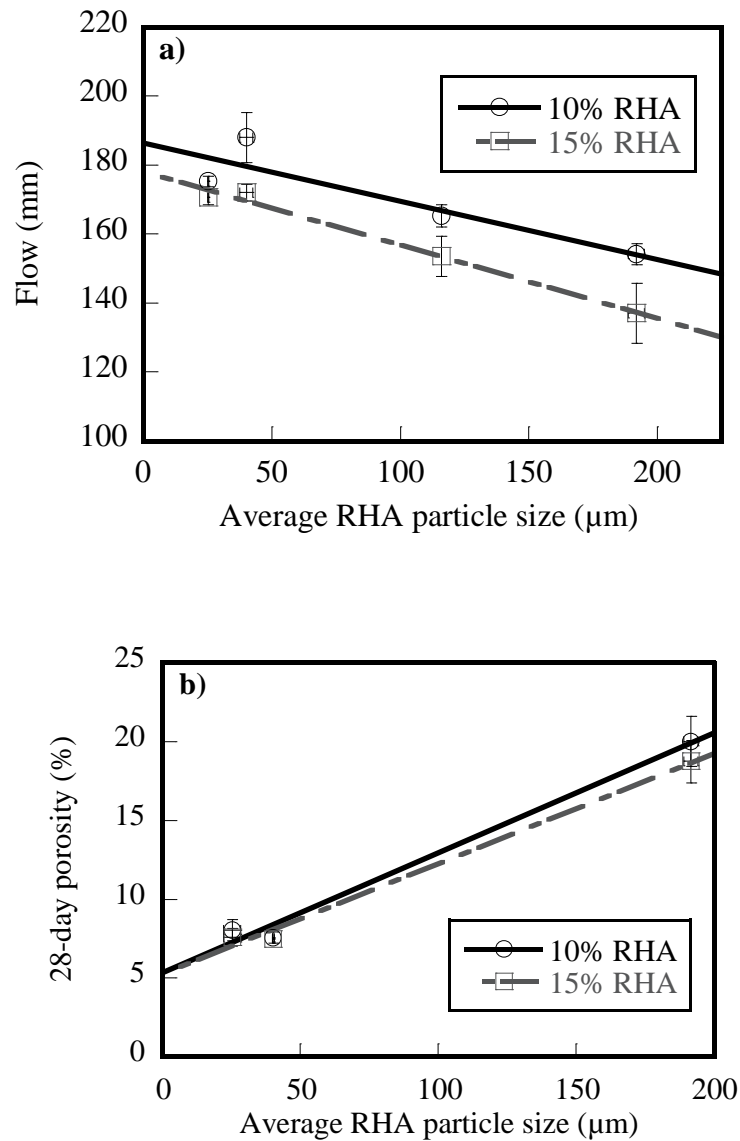 220
a)
10% RHA
200
15% RHA
180
Flow (mm)
160
140
120
100
0 50 100 150 200
Average RHA particle size (µm)
25
b)
20
28-day porosity (%)
15
10
10% RHA
5
15% RHA
0
0 50 100 150 200
Average RHA particle size (µm)